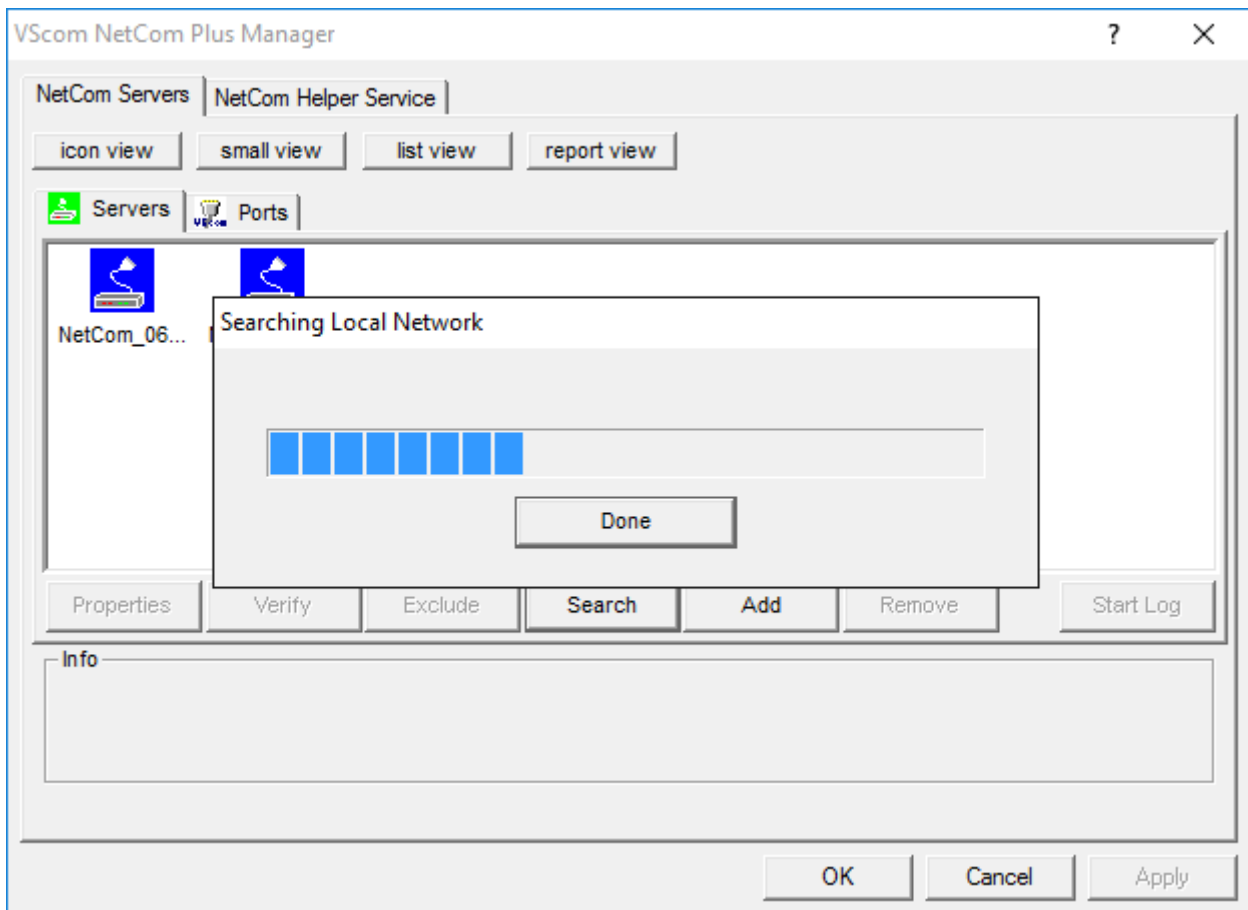 VScom NetCom Plus Manager
NetCom Servers NetCom Helper Service
icon view small view list view report view
Servers Ports
NetCom_06...
Searching Local Network
Done
Properties Verify Exclude Search Add Remove Start Log
Info
OK Cancel Apply